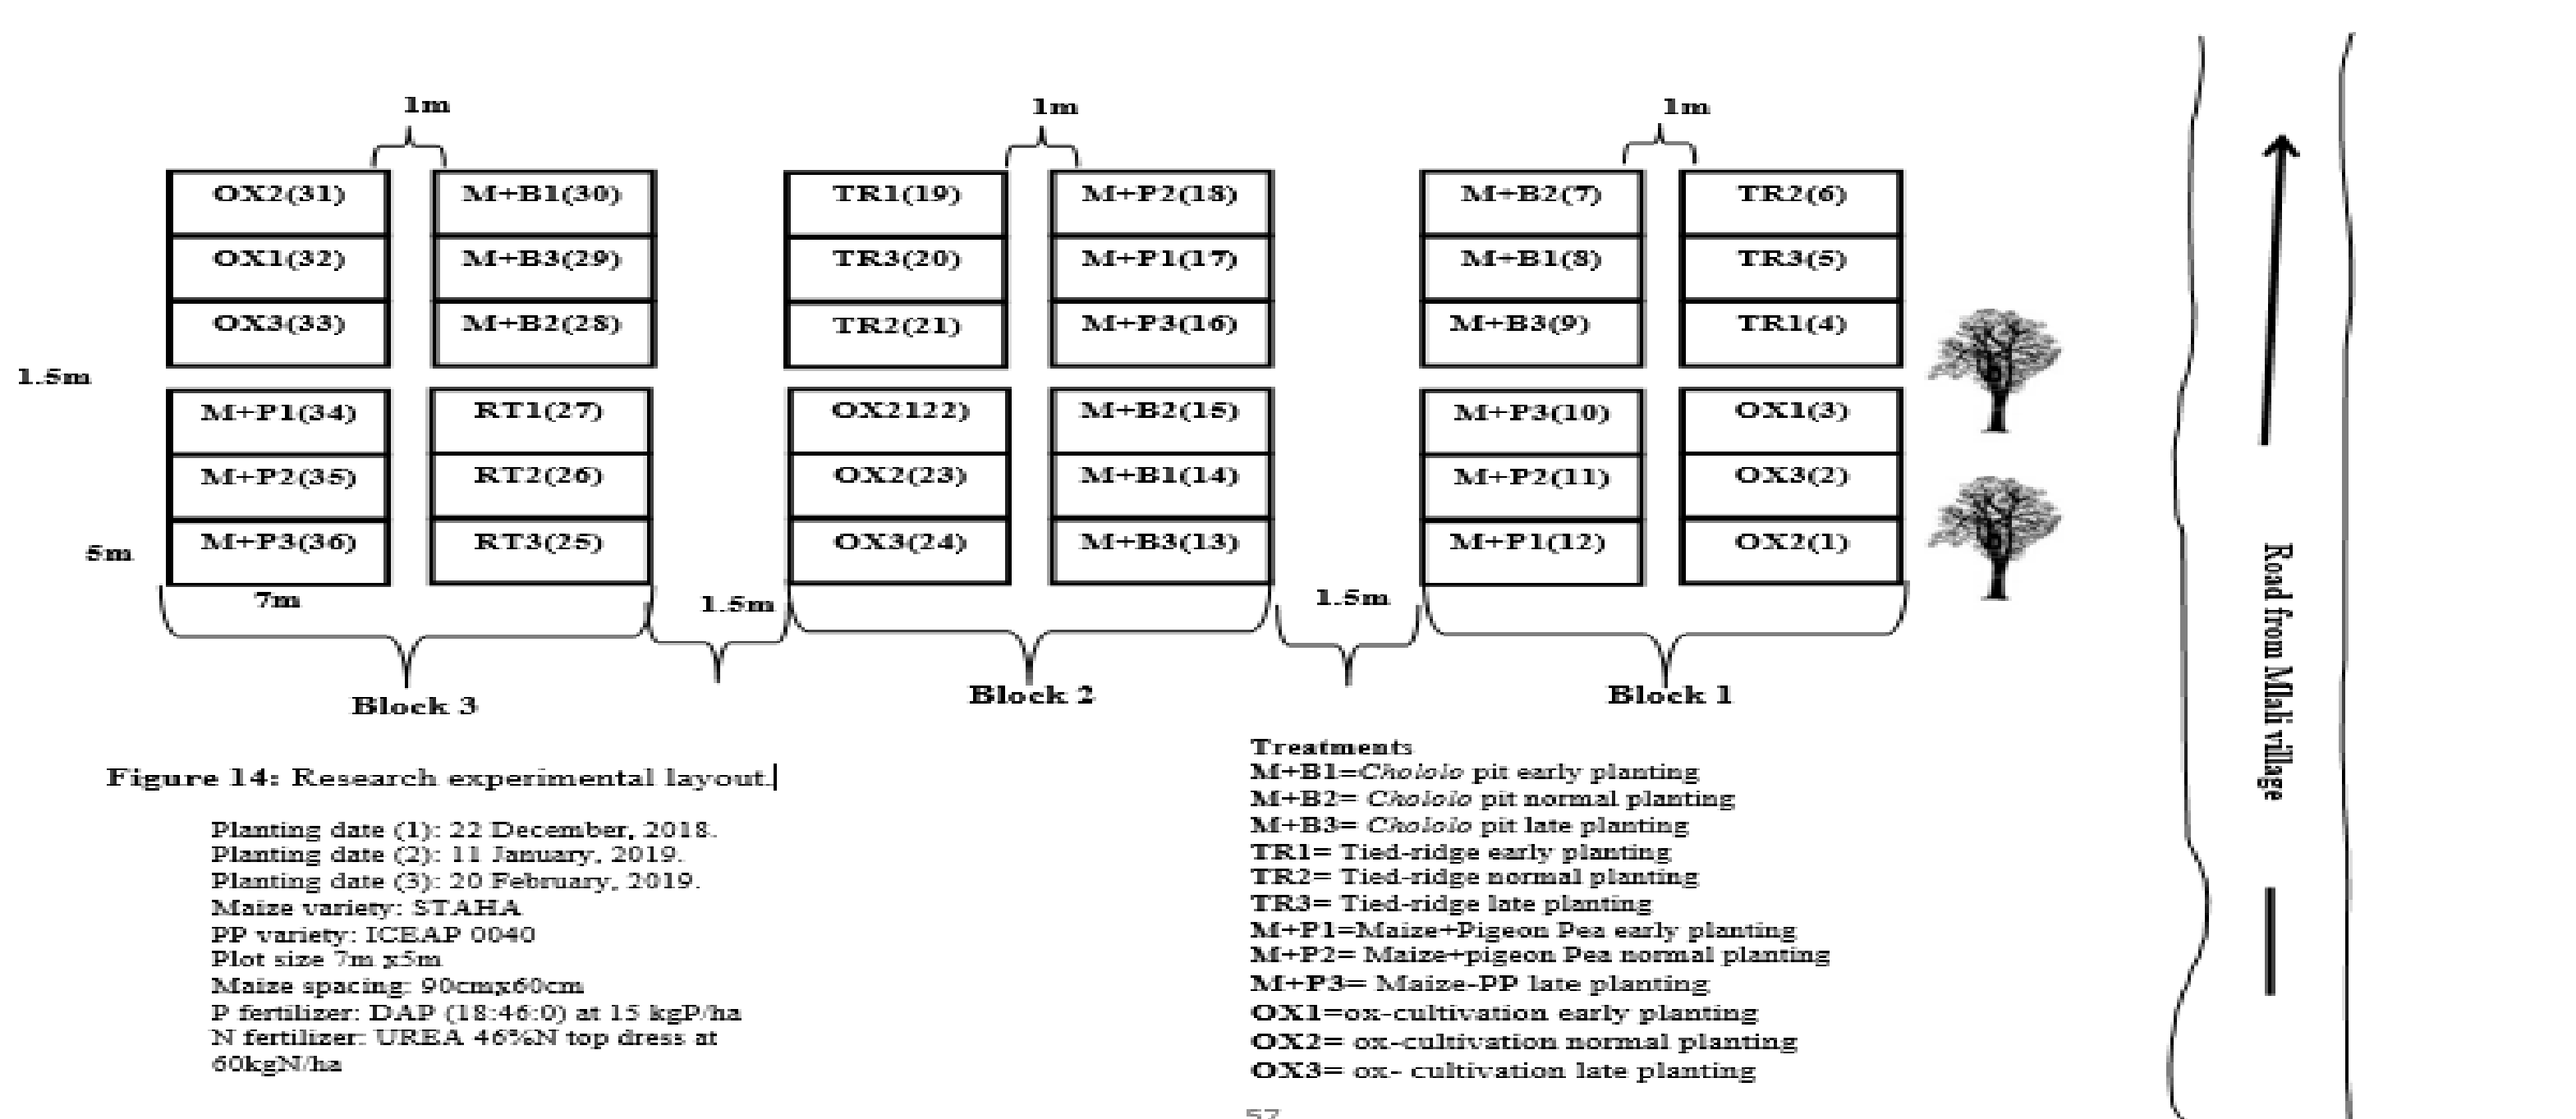 1m 1m 1m
OX2(31) M+B1(30) TR1(19) M+P2(18) M+B2(7) TR2(6)
OX1(32) M+B3(29) TR3(20) M+P1(17) M+B1(8) TR3(5)
OX3(33) M+B2(28) TR2(21) M+P3(16) M+B3(9) TR1(4)
1.5m
M+P1(34) RT1(27) OX2122) M+B2(15) M+P3(10) OX1(3)
M+P2(35) RT2(26) OX2(23) M+B1(14) M+P2(11) OX3(2)
5m M+P3(36) RT3(25) OX3(24) M+B3(13) M+P1(12) OX2(1)
7m 1.5m 1.5m
Block 3 Block 2 Block 1
Road from Mlali village
Figure 14: Research experimental layout.
Planting date (1): 22 December, 2018.
Planting date (2): 11 January, 2019.
Planting date (3): 20 February, 2019.
Maize variety: STAHA
PP variety: ICEAP 0040
Plot size 7m x5m
Maize spacing: 90cmx60cm
P fertilizer: DAP (18:46:0) at 15 kgP/ha
N fertilizer: UREA 46%N top dress at
60kgN/ha
Treatments
M+B1=Chololo pit early planting
M+B2= Chololo pit normal planting
M+B3= Chololo pit late planting
TR1= Tied-ridge early planting
TR2= Tied-ridge normal planting
TR3= Tied-ridge late planting
M+P1=Maize+Pigeon Pea early planting
M+P2= Maize+pigeon Pea normal planting
M+P3= Maize-PP late planting
OX1=ox-cultivation early planting
OX2= ox-cultivation normal planting
OX3= ox- cultivation late planting
57